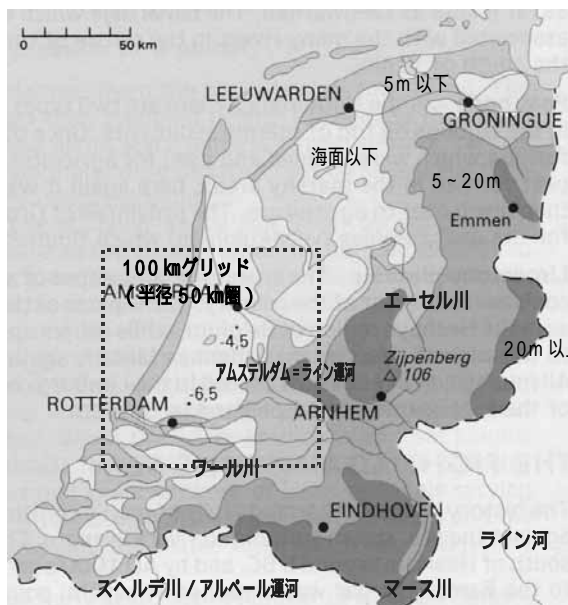 0 50 km
LEEUWARDEN
5m 以下
GRONINGUE
海面以下
5~20m
Emmen
100㎞グリッド
AMSTERDAM
(半径50㎞圏)
エーセル川
-4,5
20m以上
アムステルダム=ライン運河
Zijpenberg
△ 106
-6,5
ROTTERDAM
ARNHEM
ワール川
EINDHOVEN
ライン河
スヘルデ川 / アルベール運河
マース川